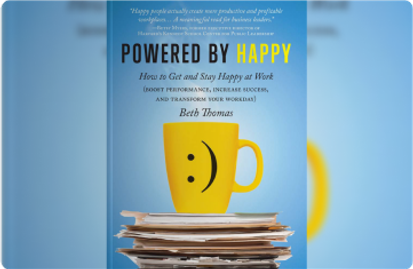 "Happy people actually create more productive and profitable
workplaces... A must-read for business leaders."
POWERED BY HAPPY
How to Get and Stay Happy at Work
[BOOST PERFORMANCE, INCREASE SUCCESS,
AND TRANSFORM YOUR WORKDAY]
Beth Thomas
:)